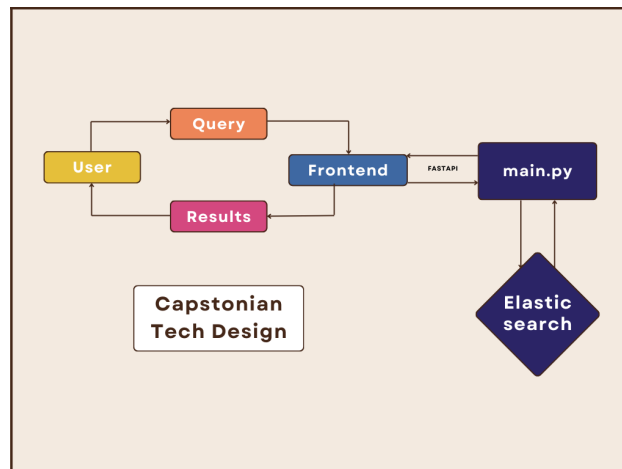 Query
User
Frontend
FASTAPI
main.py
Results
Elastic
search
Capstonian
Tech Design